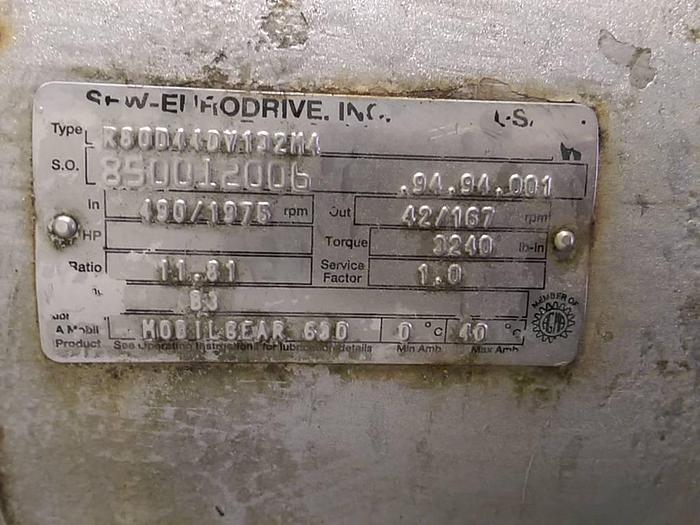 SEW-EURODRIVE, INC. U.S.
Type
S.O. 850012006 .94.94.001
In 490/1975 rpm Out 42/167 rpm
HP Torque 3240 lb-in
Ratio 11.81 Service Factor 1.0
83
A Mobil Product MOBILGEAR 630 0 °C 40 °C
See Operating Instructions for lubrication details Min Amb Max Amb
MEMBER OF